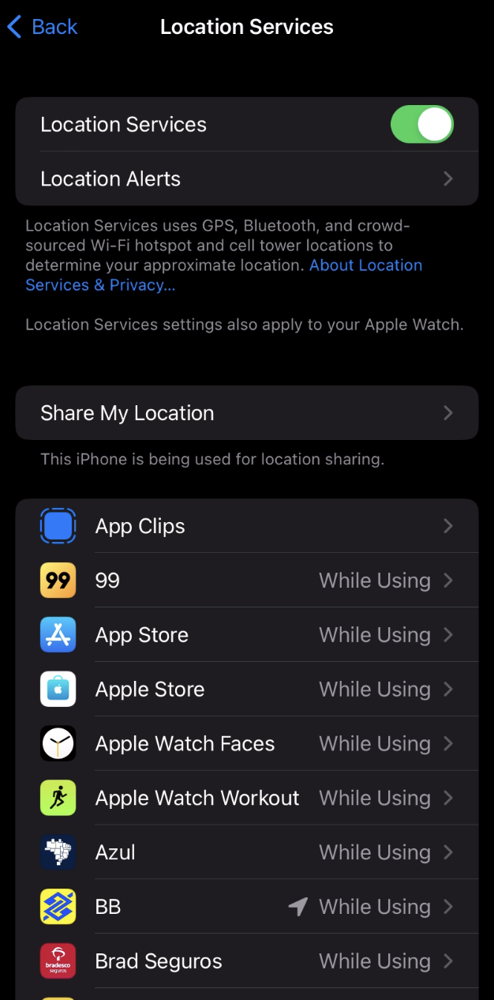 Back
Location Services
Location Services
Location Alerts
Location Services uses GPS, Bluetooth, and crowd-
sourced Wi-Fi hotspot and cell tower locations to
determine your approximate location. About Location
Services & Privacy...
Location Services settings also apply to your Apple Watch.
Share My Location
This iPhone is being used for location sharing.
App Clips
99 99 While Using
App Store While Using
Apple Store While Using
Apple Watch Faces While Using
Apple Watch Workout While Using
Azul While Using
BB While Using
bradesco
seguros
Brad Seguros While Using